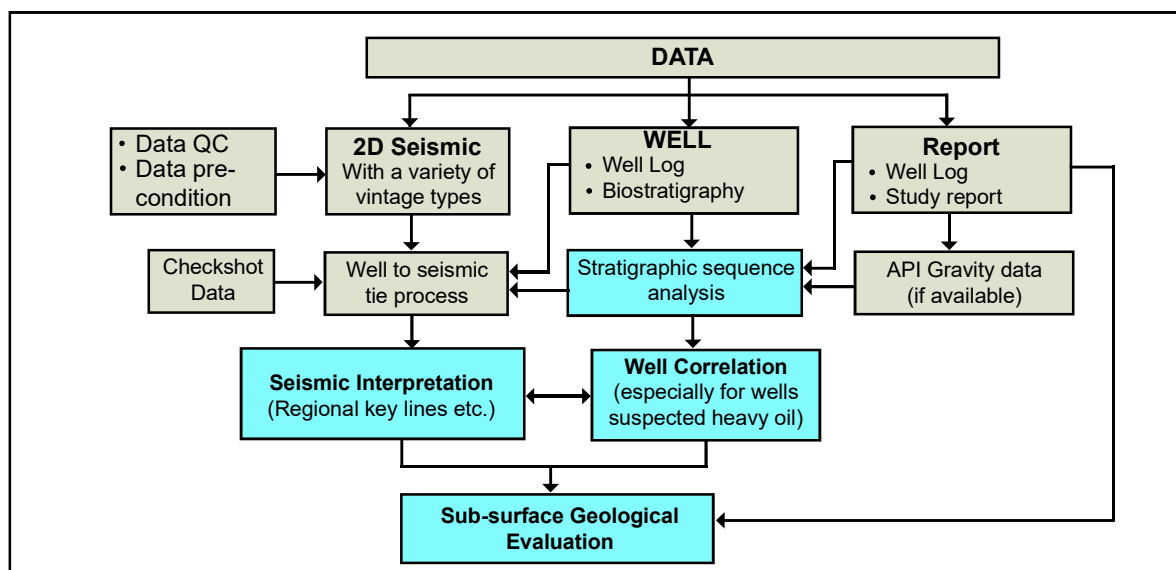 DATA
• Data QC
• Data pre-
condition
2D Seismic
With a variety of
vintage types
WELL
• Well Log
• Biostratigraphy
Report
• Well Log
• Study report
Checkshot
Data
Well to seismic
tie process
Stratigraphic sequence
analysis
API Gravity data
(if available)
Seismic Interpretation
(Regional key lines etc.)
Well Correlation
(especially for wells
suspected heavy oil)
Sub-surface Geological
Evaluation